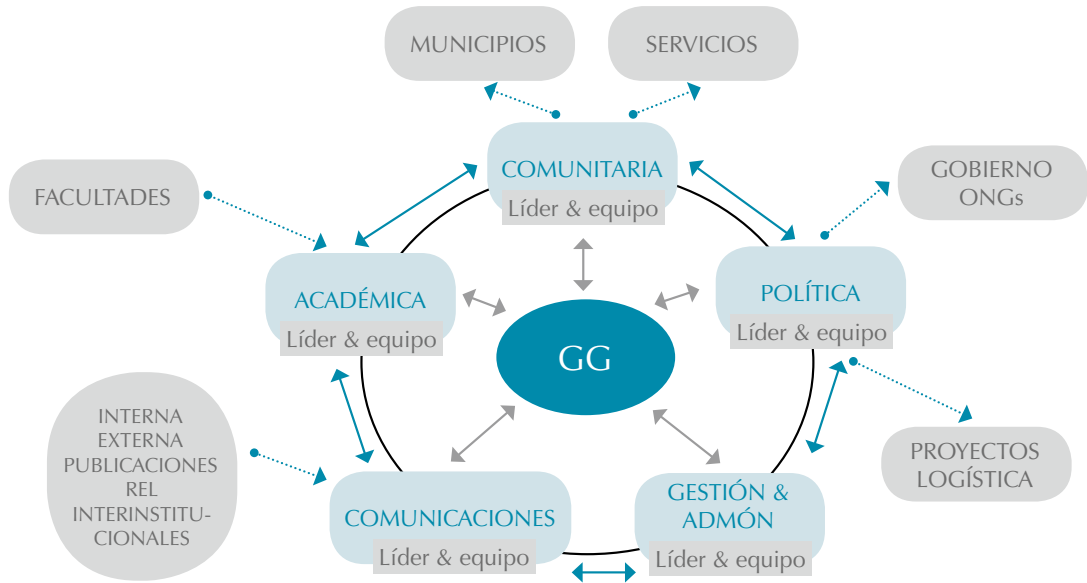 MUNICIPIOS
SERVICIOS
COMUNITARIA
Líder & equipo
GOBIERNO
ONGs
FACULTADES
ACADÉMICA
Líder & equipo
POLÍTICA
Líder & equipo
GG
INTERNA
EXTERNA
PUBLICACIONES
REL
INTERINSTITU-
CIONALES
PROYECTOS
LOGÍSTICA
COMUNICACIONES
Líder & equipo
GESTIÓN &
ADMÓN
Líder & equipo